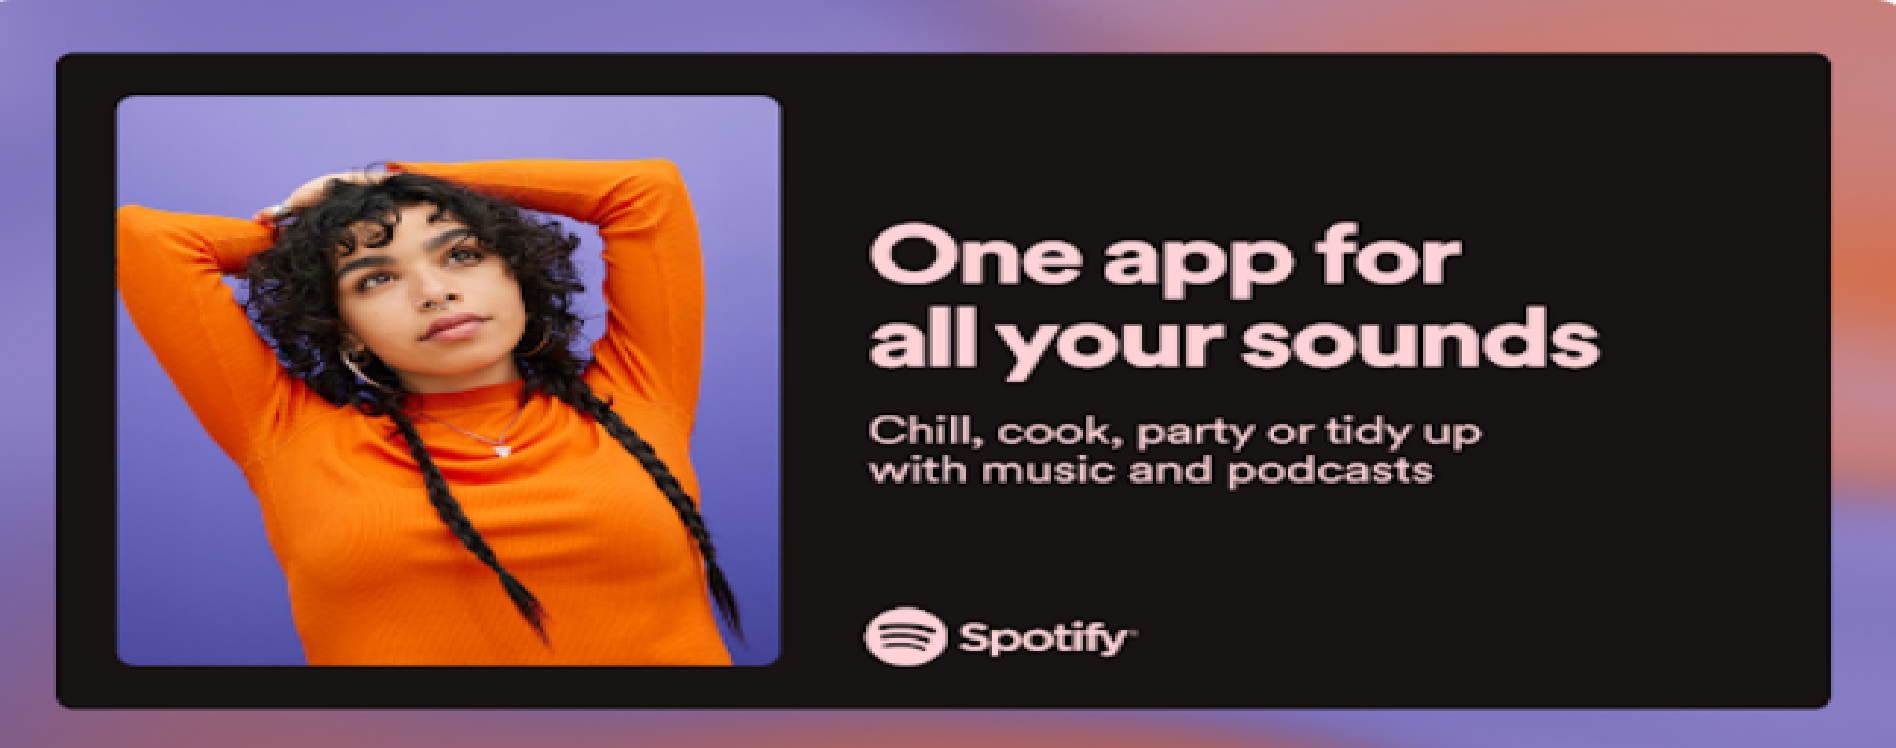 One app for
all your sounds
Chill, cook, party or tidy up
with music and podcasts
Spotify